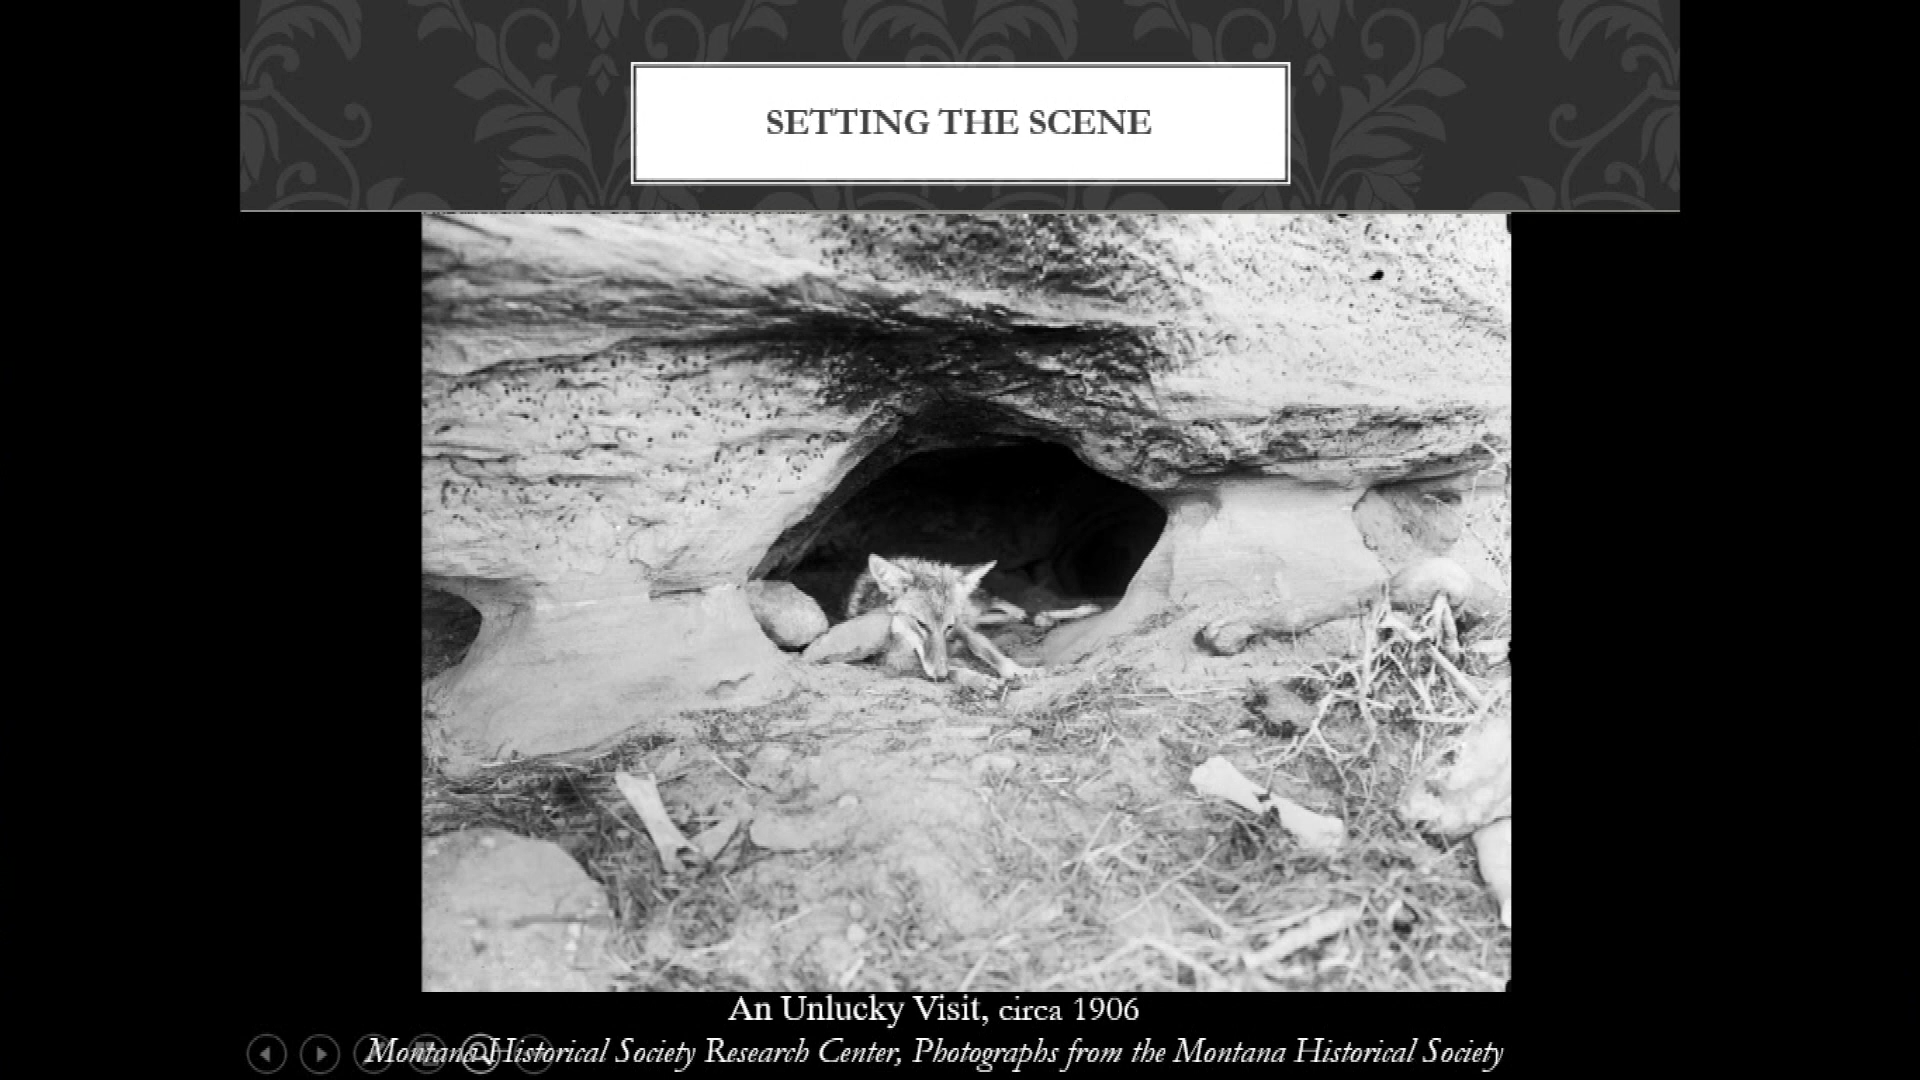 SETTING THE SCENE
An Unlucky Visit, circa 1906
Montana Historical Society Research Center, Photographs from the Montana Historical Society